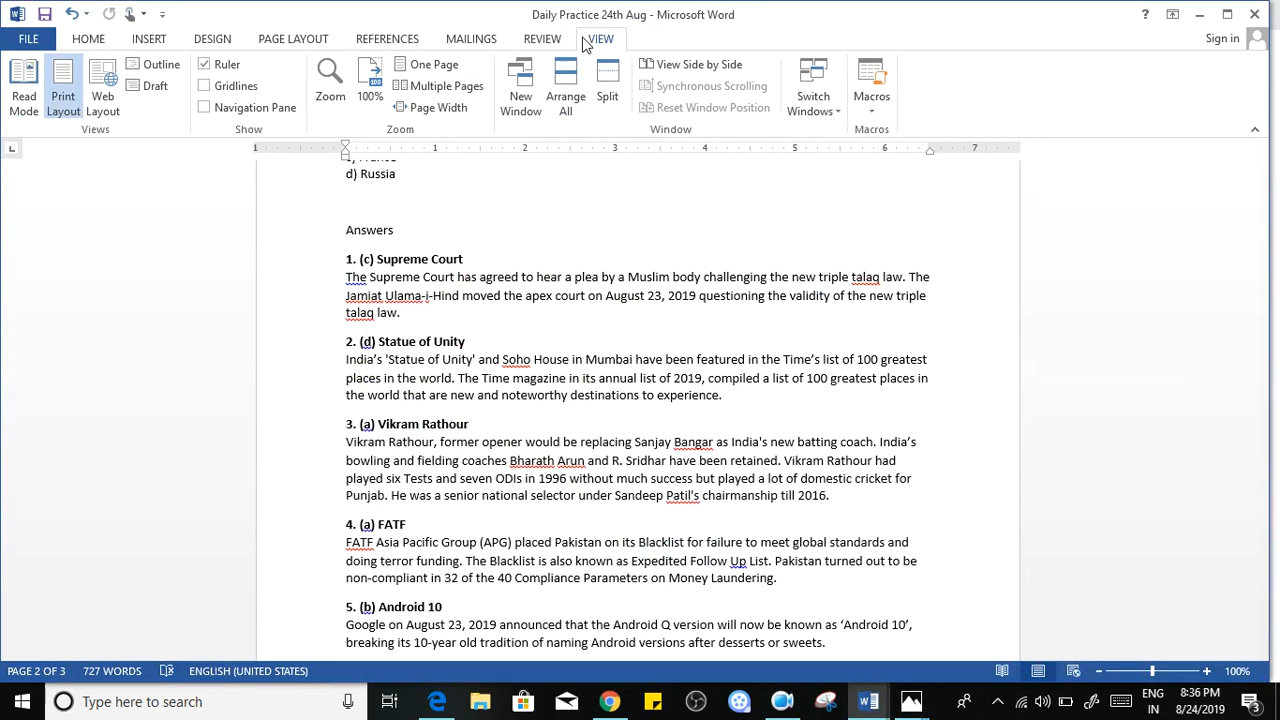 Daily Practice 24th Aug - Microsoft Word
FILE HOME INSERT DESIGN PAGE LAYOUT REFERENCES MAILINGS REVIEW VIEW Sign in
Read Mode
Print Layout
Web Layout
Outline
Draft
Views
Ruler
Gridlines
Navigation Pane
Show
Zoom
100
100%
One Page
Multiple Pages
Page Width
Zoom
New Window
Arrange All
Split
View Side by Side
Synchronous Scrolling
Reset Window Position
Window
Switch Windows
Macros
Macros
1 1 2 3 4 5 6 7
d) Russia
Answers
1. (c) Supreme Court
The Supreme Court has agreed to hear a plea by a Muslim body challenging the new triple talaq law. The
Jamiat Ulama-i-Hind moved the apex court on August 23, 2019 questioning the validity of the new triple
talaq law.
2. (d) Statue of Unity
India’s 'Statue of Unity' and Soho House in Mumbai have been featured in the Time’s list of 100 greatest
places in the world. The Time magazine in its annual list of 2019, compiled a list of 100 greatest places in
the world that are new and noteworthy destinations to experience.
3. (a) Vikram Rathour
Vikram Rathour, former opener would be replacing Sanjay Bangar as India's new batting coach. India’s
bowling and fielding coaches Bharath Arun and R. Sridhar have been retained. Vikram Rathour had
played six Tests and seven ODIs in 1996 without much success but played a lot of domestic cricket for
Punjab. He was a senior national selector under Sandeep Patil's chairmanship till 2016.
4. (a) FATF
FATF Asia Pacific Group (APG) placed Pakistan on its Blacklist for failure to meet global standards and
doing terror funding. The Blacklist is also known as Expedited Follow Up List. Pakistan turned out to be
non-compliant in 32 of the 40 Compliance Parameters on Money Laundering.
5. (b) Android 10
Google on August 23, 2019 announced that the Android Q version will now be known as ‘Android 10’,
breaking its 10-year old tradition of naming Android versions after desserts or sweets.
PAGE 2 OF 3 727 WORDS ENGLISH (UNITED STATES) 100%
Type here to search
ENG
IN
8:36 PM
8/24/2019
3